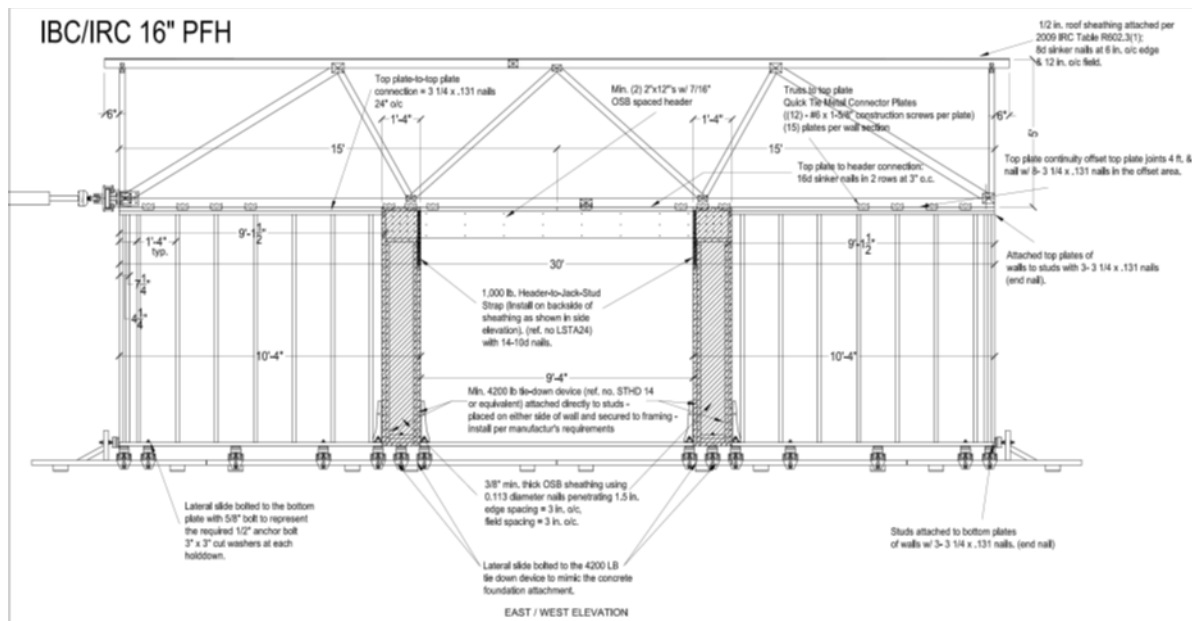 IBC/IRC 16" PFH
1/2 in. roof sheathing attached per
2009 IRC Table R602.3(1):
8d sinker nails at 6 in. o/c edge
& 12 in. o/c field.
Top plate-to-top plate
connection = 3 1/4 x .131 nails
24" o/c
Min. (2) 2"x12"'s w/ 7/16"
OSB spaced header
Truss to top plate
Quick Tie Metal Connector Plates
((12) - #6 x 1-5/8" construction screws per plate)
(15) plates per wall section
6"
1'-4"
1'-4"
6"
5'
15'
15'
Top plate to header connection:
16d sinker nails in 2 rows at 3" o.c.
Top plate continuity offset top plate joints 4 ft, &
nail w/ 8- 3 1/4 x .131 nails in the offset area.
9'-1 1/2"
9'-1 1/2"
1'-4"
typ.
30'
7 1/4"
4 1/4"
Attached top plates of
walls to studs with 3- 3 1/4 x .131 nails
(end nail).
1,000 lb. Header-to-Jack-Stud
Strap (Install on backside of
sheathing as shown in side
elevation). (ref. no LSTA24)
with 14-10d nails.
10'-4"
10'-4"
9'-4"
Min. 4200 lb tie-down device (ref. no. STHD 14
or equivalent) attached directly to studs -
placed on either side of wall and secured to framing -
install per manufactur's requirements
3/8" min. thick OSB sheathing using
0.113 diameter nails penetrating 1.5 in.
edge spacing = 3 in. o/c,
field spacing = 3 in. o/c.
Lateral slide bolted to the bottom
plate with 5/8" bolt to represent
the required 1/2" anchor bolt
3" x 3" cut washers at each
holddown.
Studs attached to bottom plates
of walls w/ 3- 3 1/4 x .131 nails. (end nail)
Lateral slide bolted to the 4200 LB
tie down device to mimic the concrete
foundation attachment.
EAST / WEST ELEVATION